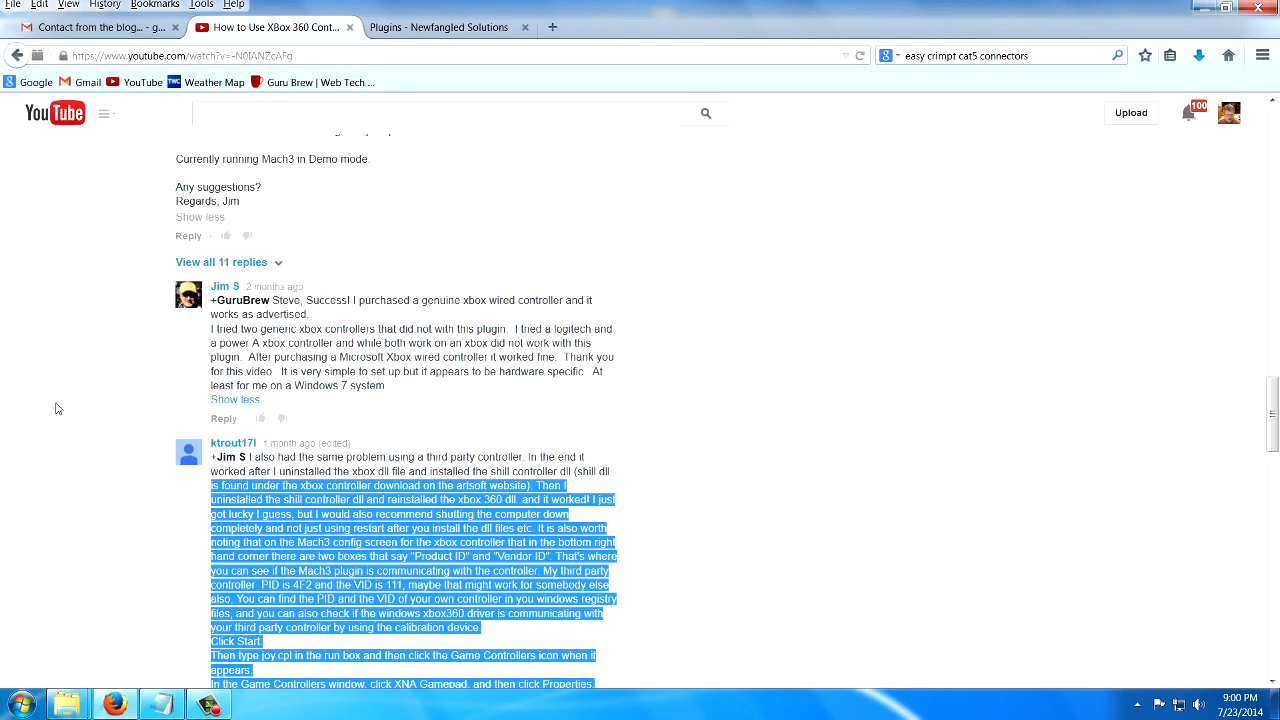 File Edit View History Bookmarks Tools Help
Contact from the blog... - g... × How to Use XBox 360 Cont... × Plugins - Newfangled Solutions ×
https://www.youtube.com/watch?v=-N0IANZcAFg easy crimpt cat5 connectors
Google Gmail YouTube TWC Weather Map Guru Brew | Web Tech ...
YouTube Upload 100
Currently running Mach3 in Demo mode.
Any suggestions?
Regards, Jim
Show less
Reply ·
View all 11 replies
Jim S 2 months ago
+GuruBrew Steve, Success! I purchased a genuine xbox wired controller and it
works as advertised.
I tried two generic xbox controllers that did not with this plugin. I tried a logitech and
a power A xbox controller and while both work on an xbox did not work with this
plugin. After purchasing a Microsoft Xbox wired controller it worked fine. Thank you
for this video It is very simple to set up but it appears to be hardware specific At
least for me on a Windows 7 system
Show less
Reply
ktrout17l 1 month ago (edited)
+Jim S I also had the same problem using a third party controller. In the end it
worked after I uninstalled the xbox dll file and installed the shill controller dll (shill dll
is found under the xbox controller download on the artsoft website). Then I
uninstalled the shill controller dll and reinstalled the xbox 360 dll..and it worked! I just
got lucky I guess, but I would also recommend shutting the computer down
completely and not just using restart after you install the dll files etc. It is also worth
noting that on the Mach3 config screen for the xbox controller that in the bottom right
hand corner there are two boxes that say "Product ID" and "Vendor ID". That's where
you can see if the Mach3 plugin is communicating with the controller. My third party
controller PID is 4F2 and the VID is 111, maybe that might work for somebody else
also. You can find the PID and the VID of your own controller in you windows registry
files, and you can also check if the windows xbox360 driver is communicating with
your third party controller by using the calibration device
Click Start.
Then type joy.cpl in the run box and then click the Game Controllers icon when it
appears.
In the Game Controllers window, click XNA Gamepad, and then click Properties.
9:00 PM
7/23/2014